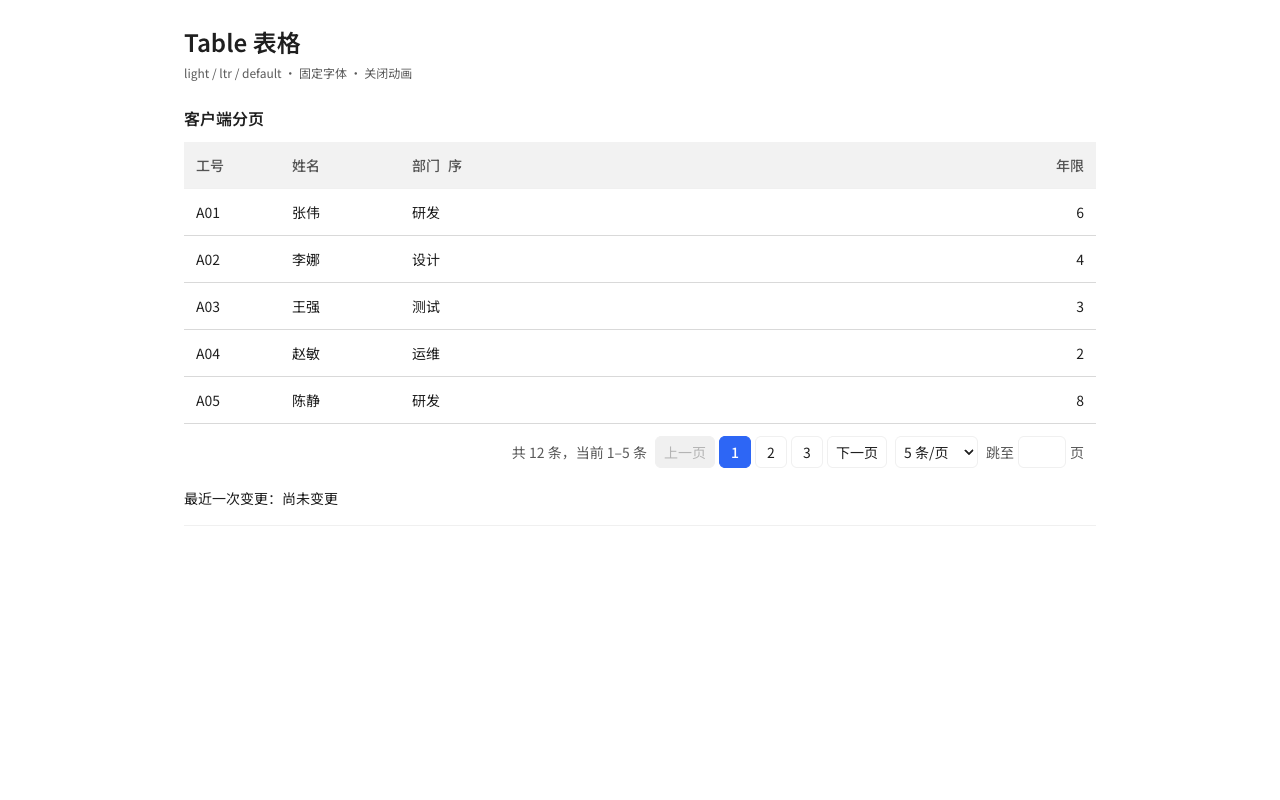 Table 表格
light / ltr / default · 固定字体 · 关闭动画
客户端分页
工号 姓名 部门 序 年限
A01 张伟 研发 6
A02 李娜 设计 4
A03 王强 测试 3
A04 赵敏 运维 2
A05 陈静 研发 8
共 12 条，当前 1–5 条 上一页 1 2 3 下一页 5 条/页 跳至 页
最近一次变更：尚未变更